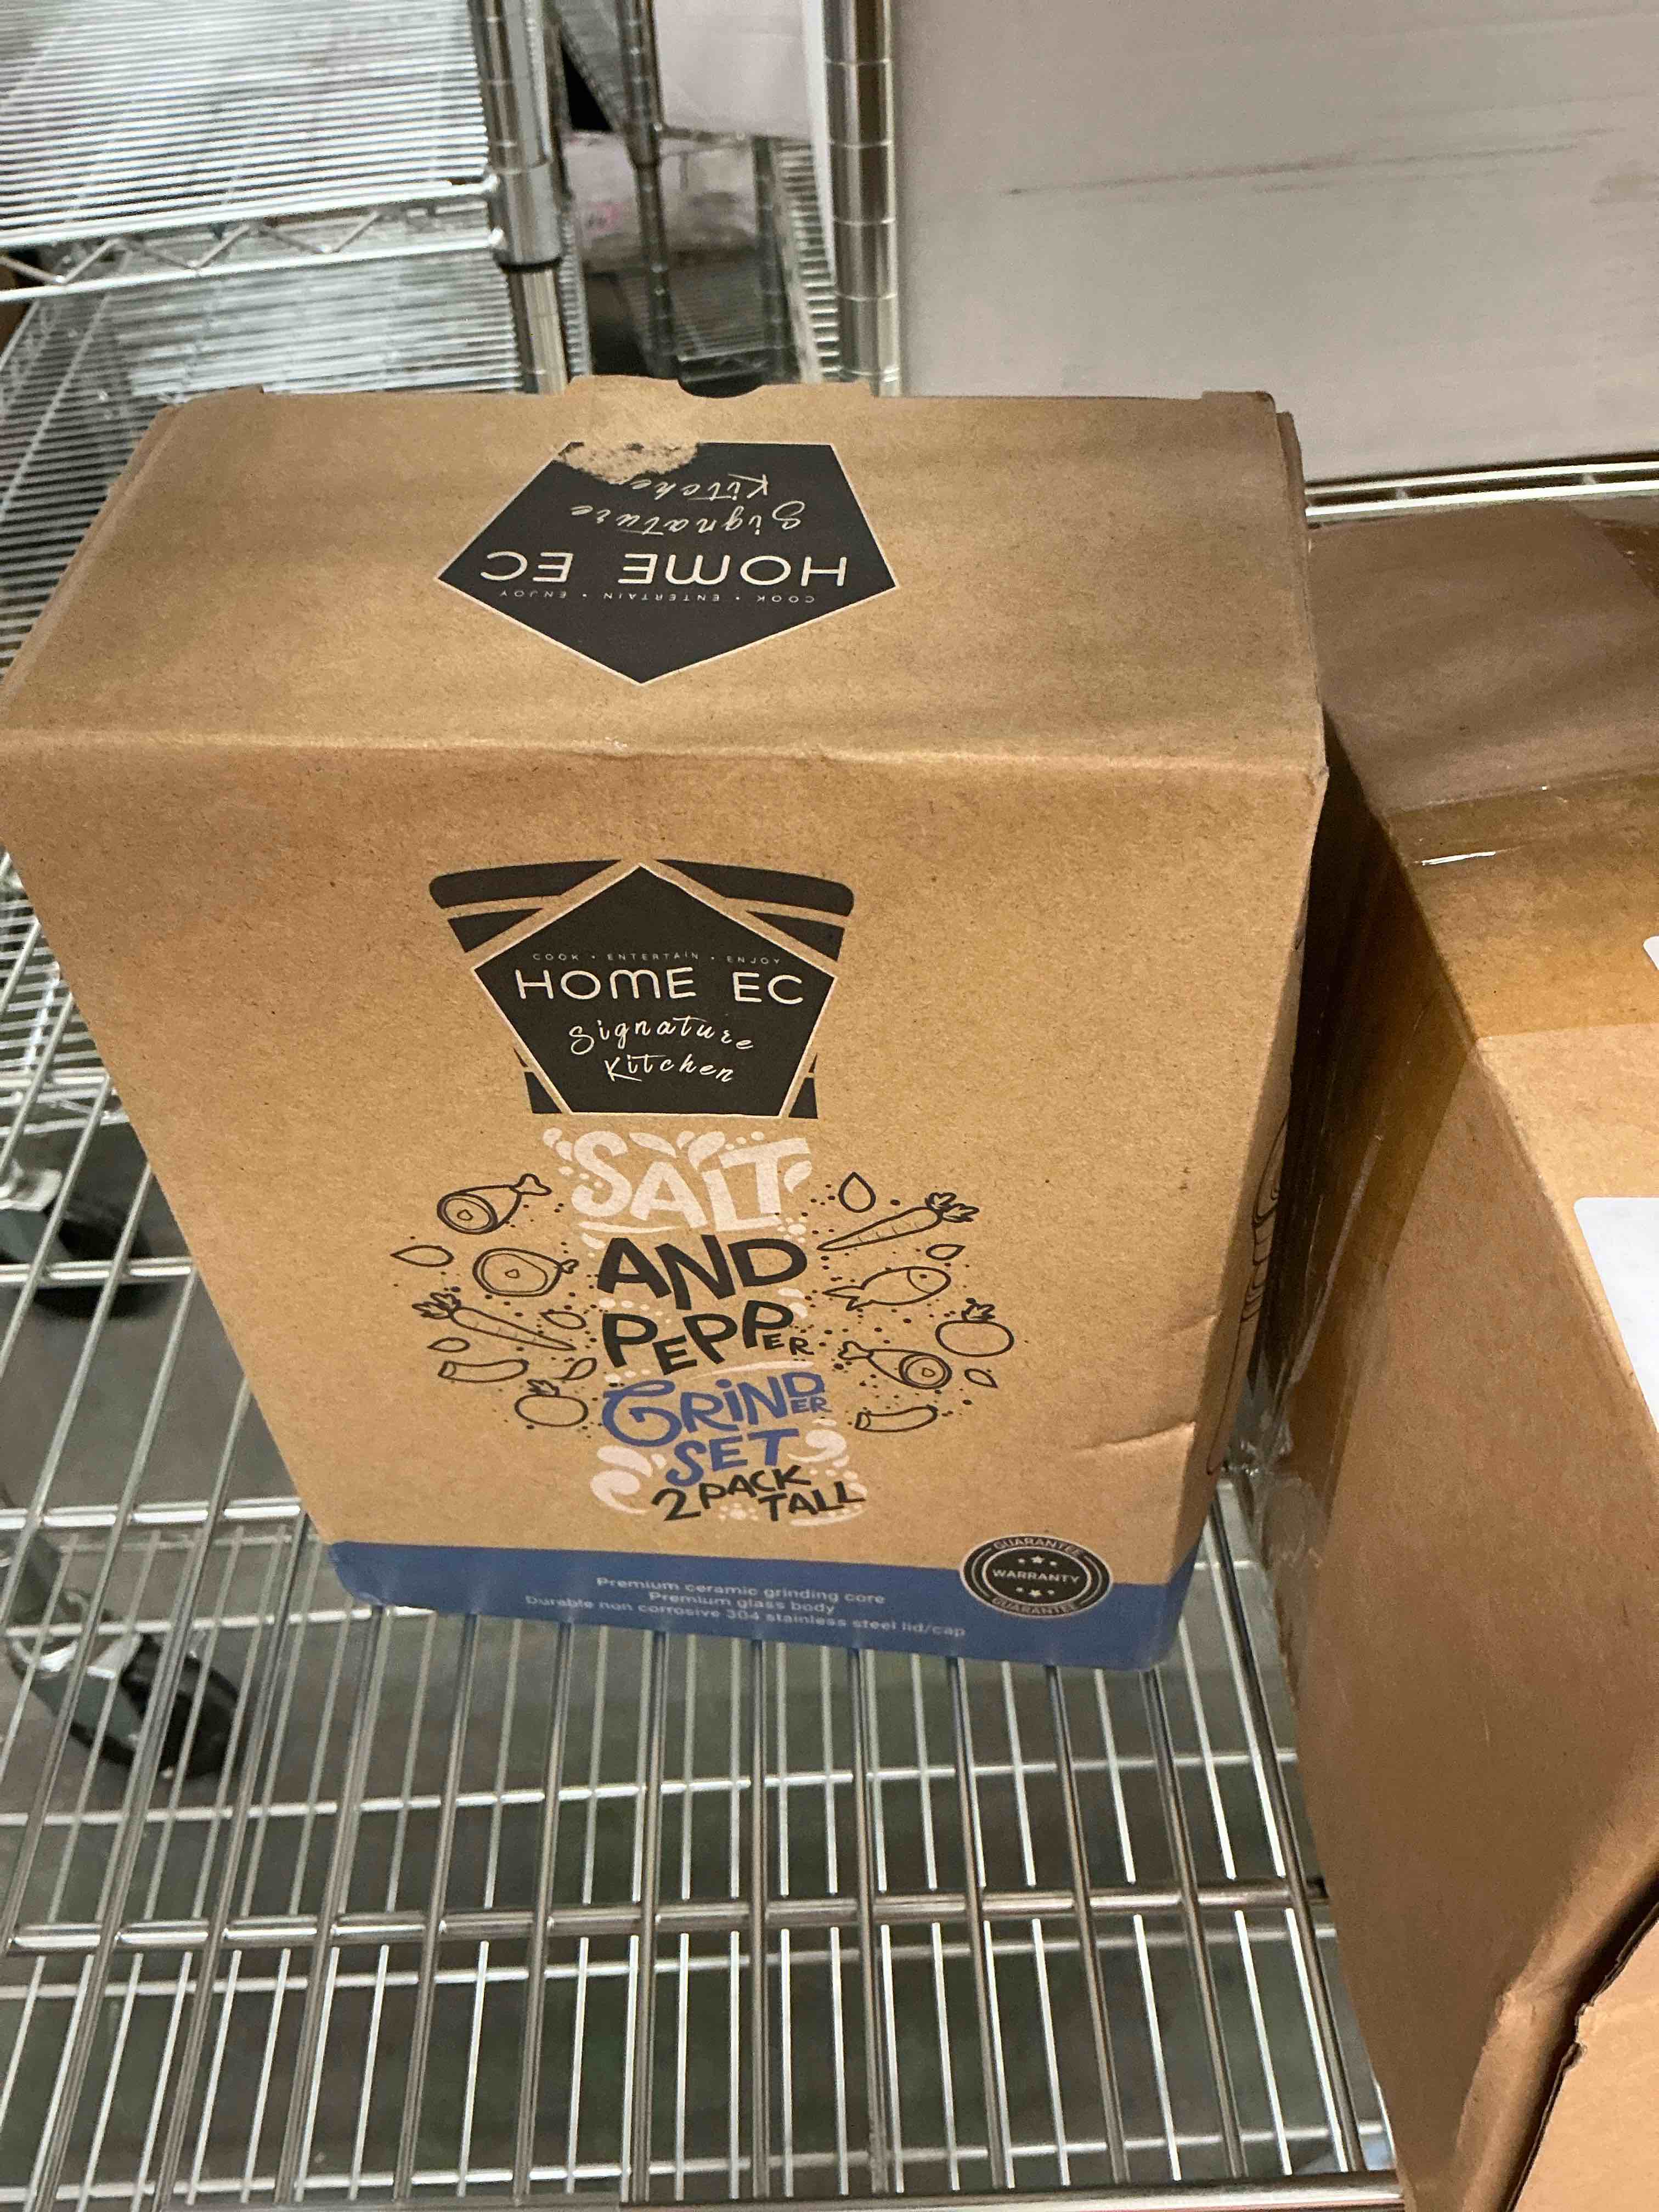 Kitchen
Signature
HOME EC
COOK • ENTERTAIN • ENJOY
COOK • ENTERTAIN • ENJOY
HOME EC
Signature
Kitchen
SALT
AND
PEPPER
GRINDER
SET
2 PACK
TALL
Premium ceramic grinding core
Premium glass body
Durable non corrosive 304 stainless steel lid/cap
GUARANTEE
WARRANTY
GUARANTEE